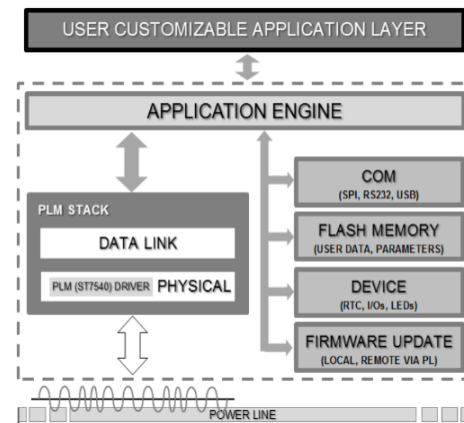 USER CUSTOMIZABLE APPLICATION LAYER
APPLICATION ENGINE
PLM STACK
DATA LINK
PLM (ST7540) DRIVER PHYSICAL
COM
(SPI, RS232, USB)
FLASH MEMORY
(USER DATA, PARAMETERS)
DEVICE
(RTC, I/Os, LEDs)
FIRMWARE UPDATE
(LOCAL, REMOTE VIA PL)
POWER LINE